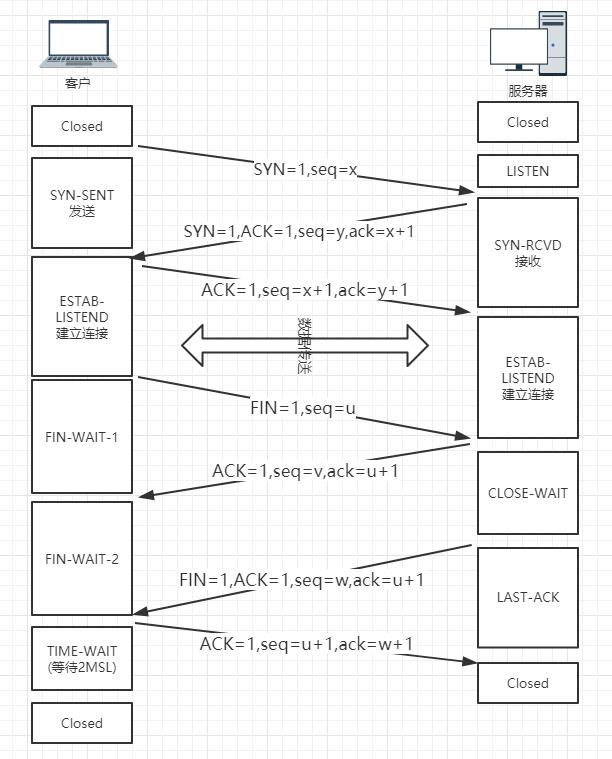 客户
服务器
Closed
Closed
SYN=1,seq=x
LISTEN
SYN-SENT
发送
SYN=1,ACK=1,seq=y,ack=x+1
SYN-RCVD
接收
ACK=1,seq=x+1,ack=y+1
ESTAB-
LISTEND
建立连接
数据传送
ESTAB-
LISTEND
建立连接
FIN=1,seq=u
FIN-WAIT-1
ACK=1,seq=v,ack=u+1
CLOSE-WAIT
FIN-WAIT-2
FIN=1,ACK=1,seq=w,ack=u+1
LAST-ACK
ACK=1,seq=u+1,ack=w+1
TIME-WAIT
(等待2MSL)
Closed
Closed